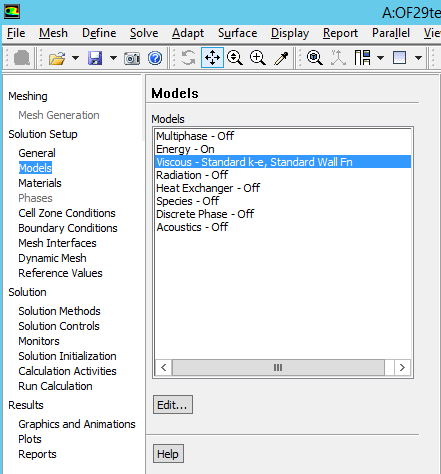 A:OF29te
File Mesh Define Solve Adapt Surface Display Report Parallel Vie
Meshing
Mesh Generation
Solution Setup
General
Models
Materials
Phases
Cell Zone Conditions
Boundary Conditions
Mesh Interfaces
Dynamic Mesh
Reference Values
Solution
Solution Methods
Solution Controls
Monitors
Solution Initialization
Calculation Activities
Run Calculation
Results
Graphics and Animations
Plots
Reports
Models
Models
Multiphase - Off
Energy - On
Viscous - Standard k-e, Standard Wall Fn
Radiation - Off
Heat Exchanger - Off
Species - Off
Discrete Phase - Off
Acoustics - Off
Edit...
Help